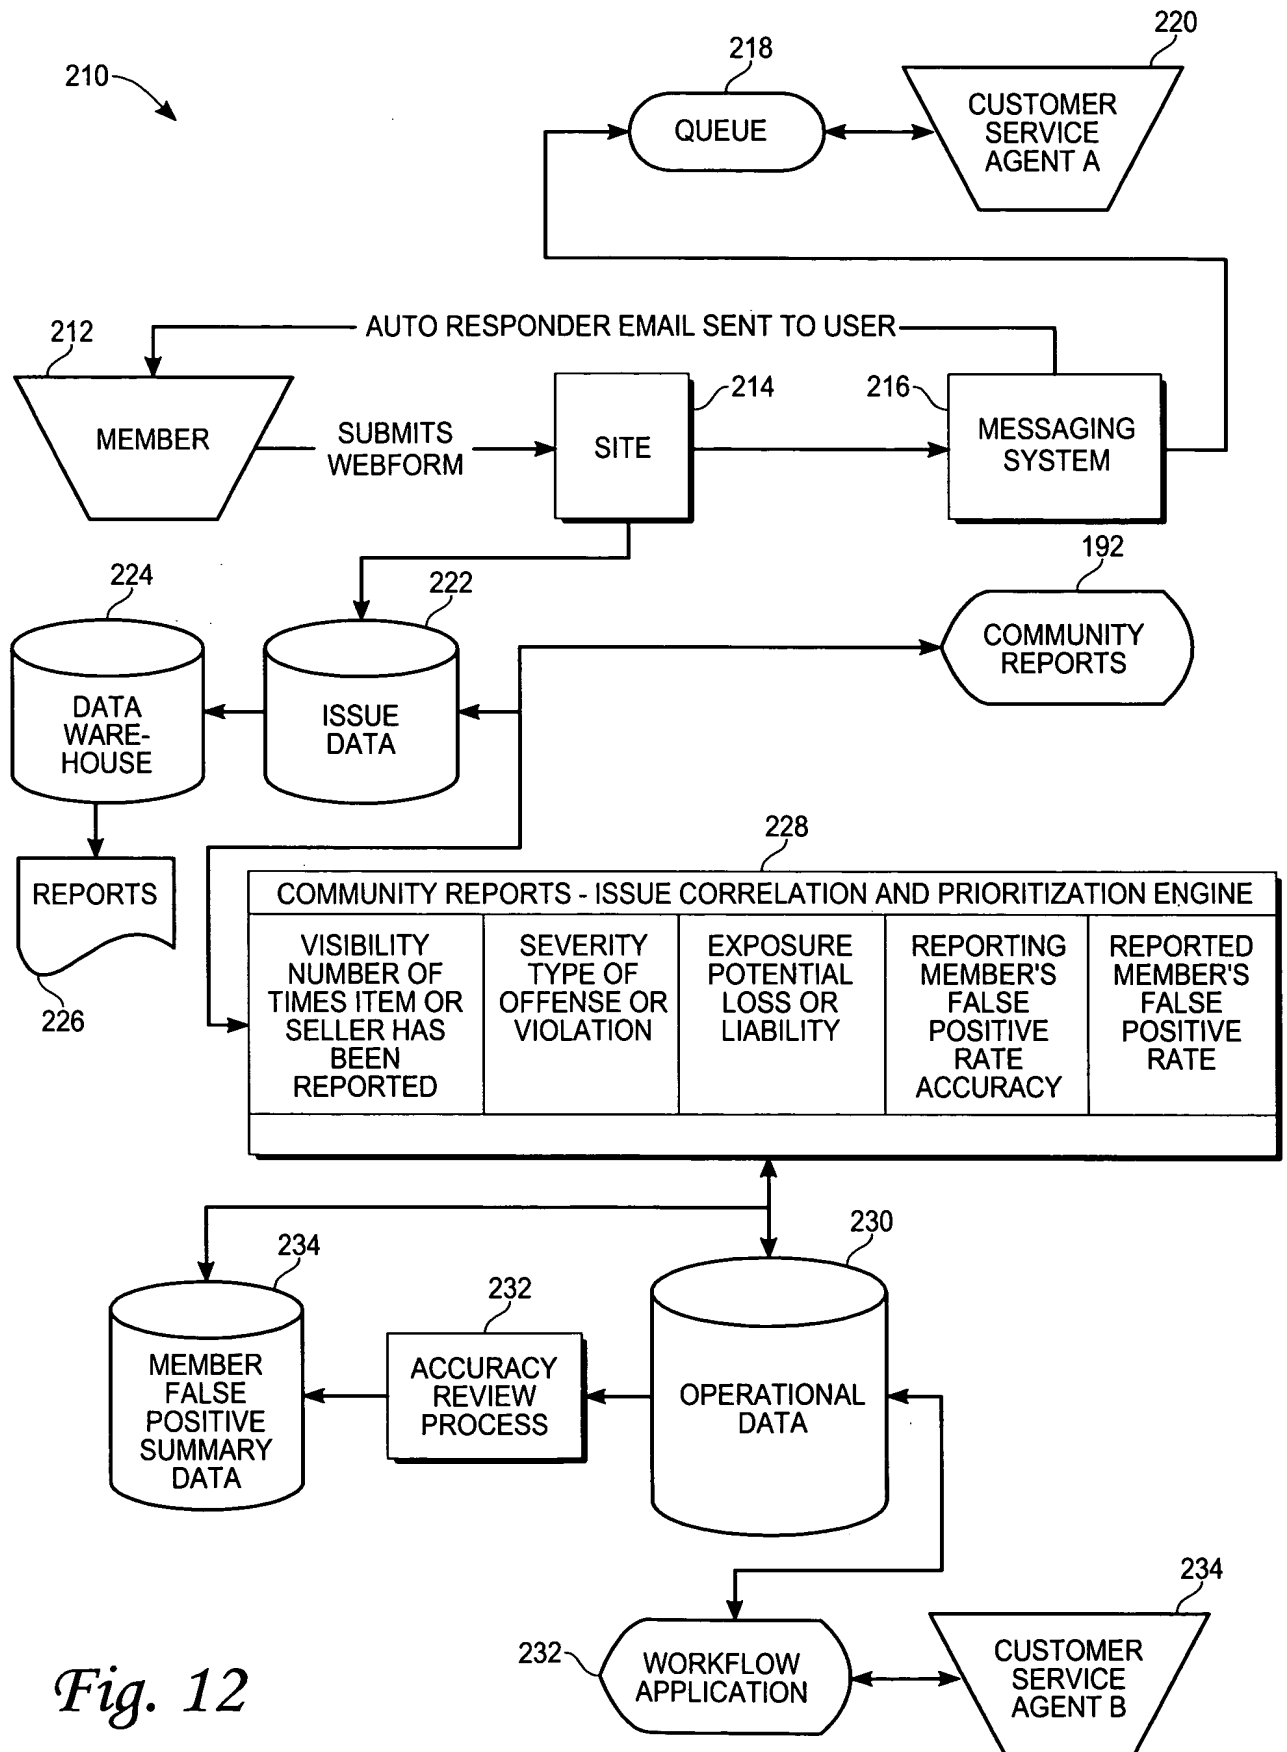 220
218
210
QUEUE
CUSTOMER
SERVICE
AGENT A
AUTO RESPONDER EMAIL SENT TO USER
212
214
216
MEMBER
SUBMITS
WEBFORM
SITE
MESSAGING
SYSTEM
192
224
222
COMMUNITY
REPORTS
DATA
WARE-
HOUSE
ISSUE
DATA
228
REPORTS
226
COMMUNITY REPORTS - ISSUE CORRELATION AND PRIORITIZATION ENGINE
VISIBILITY
NUMBER OF
TIMES ITEM OR
SELLER HAS
BEEN
REPORTED
SEVERITY
TYPE OF
OFFENSE OR
VIOLATION
EXPOSURE
POTENTIAL
LOSS OR
LIABILITY
REPORTING
MEMBER'S
FALSE
POSITIVE
RATE
ACCURACY
REPORTED
MEMBER'S
FALSE
POSITIVE
RATE
230
234
232
MEMBER
FALSE
POSITIVE
SUMMARY
DATA
ACCURACY
REVIEW
PROCESS
OPERATIONAL
DATA
234
232
WORKFLOW
APPLICATION
CUSTOMER
SERVICE
AGENT B
Fig. 12